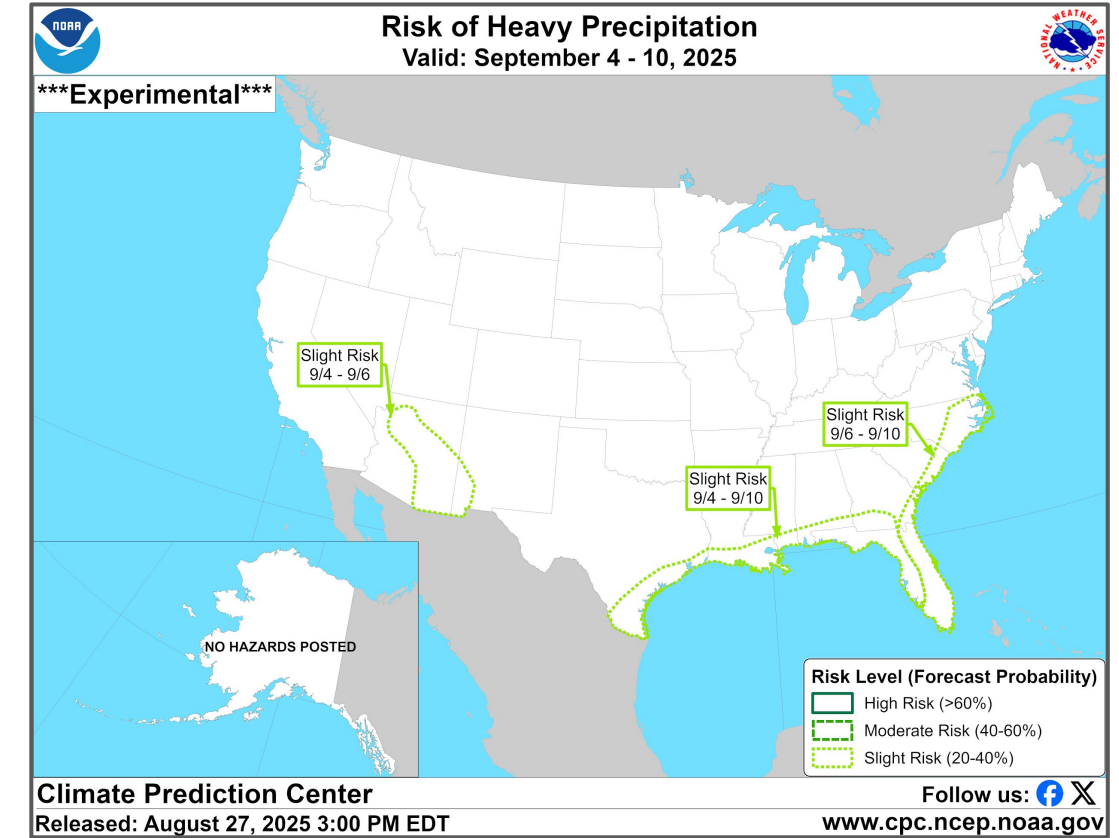 NOAA
Risk of Heavy Precipitation
Valid: September 4 - 10, 2025
NATIONAL WEATHER SERVICE
***Experimental***
Slight Risk
9/4 - 9/6
Slight Risk
9/6 - 9/10
Slight Risk
9/4 - 9/10
NO HAZARDS POSTED
Risk Level (Forecast Probability)
High Risk (>60%)
Moderate Risk (40-60%)
Slight Risk (20-40%)
Climate Prediction Center
Follow us:
Released: August 27, 2025 3:00 PM EDT
www.cpc.ncep.noaa.gov